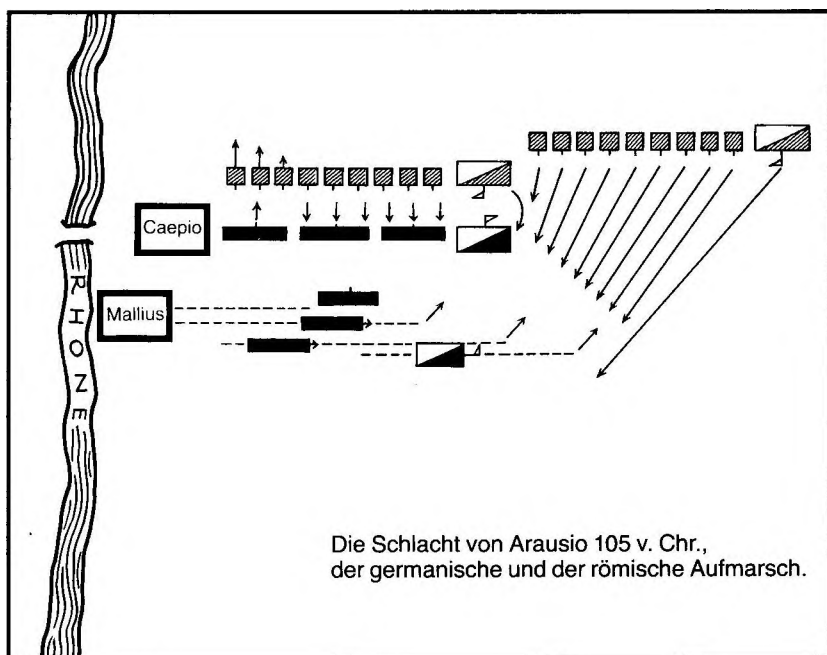 Caepio
Mallius
RHONE
Die Schlacht von Arausio 105 v. Chr.,
der germanische und der römische Aufmarsch.